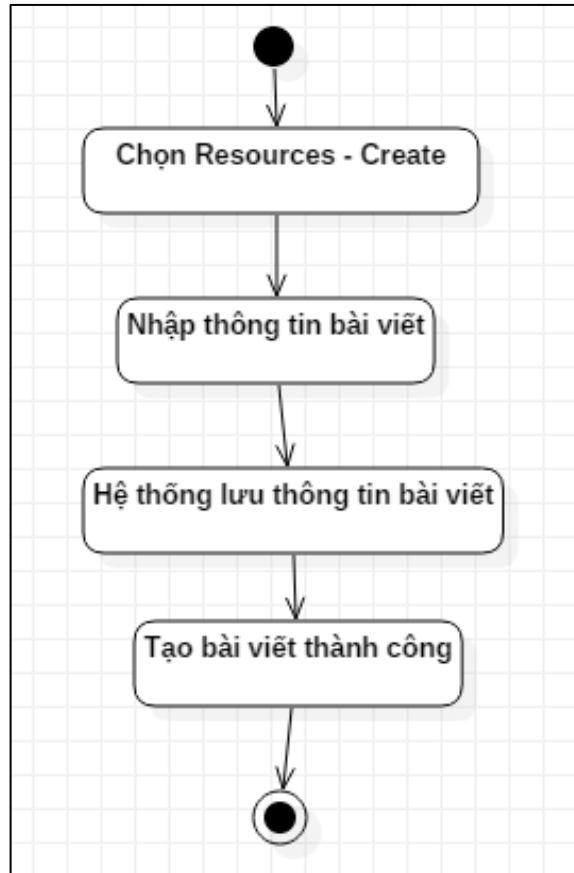 Chọn Resources - Create
Nhập thông tin bài viết
Hệ thống lưu thông tin bài viết
Tạo bài viết thành công